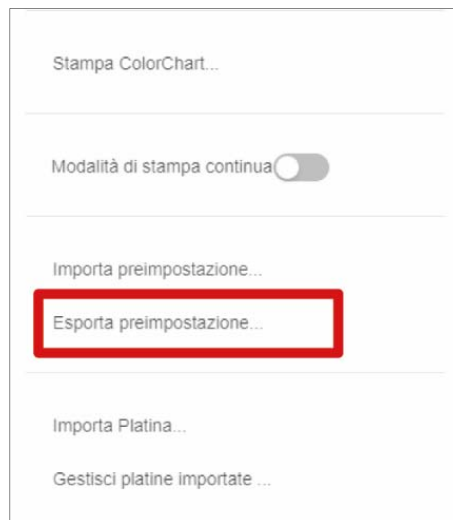 Stampa ColorChart...
Modalità di stampa continua
Importa preimpostazione...
Esporta preimpostazione...
Importa Platina...
Gestisci platine importate ...